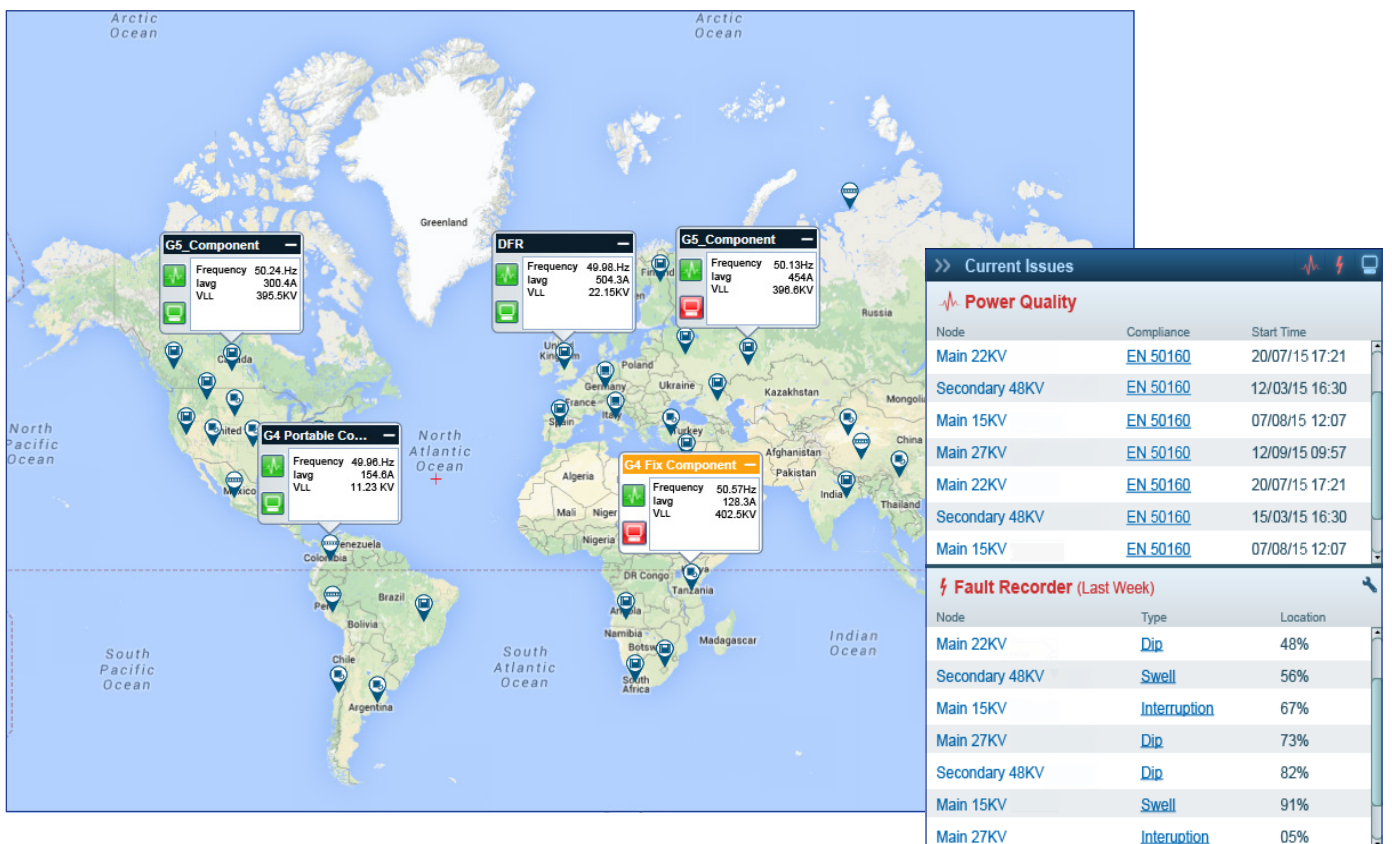 Arctic
Ocean
Arctic
Ocean
Greenland
Finland
Russia
G5_Component
Frequency 50.24.Hz
Iavg 300.4A
VLL 395.5KV
DFR
Frequency 49.98.Hz
Iavg 504.3A
VLL 22.15KV
G5_Component
Frequency 50.13Hz
Iavg 454A
VLL 396.6KV
Canada
United
Kingdom
Poland
Germany
Ukraine
Kazakhstan
Mongolia
France
Italy
Spain
Turkey
China
Afghanistan
Pakistan
India
Thailand
North
Pacific
Ocean
United
Mexico
G4 Portable Co...
Frequency 49.96.Hz
Iavg 154.6A
VLL 11.23 KV
North
Atlantic
Ocean
Algeria
Mali
Niger
Nigeria
G4 Fix Component
Frequency 50.57Hz
Iavg 128.3A
VLL 402.5KV
Venezuela
Colombia
Peru
Brazil
Bolivia
Chile
Argentina
DR Congo
Kenya
Tanzania
Angola
Namibia
Botswana
Madagascar
South
Africa
South
Pacific
Ocean
South
Atlantic
Ocean
Indian
Ocean
>> Current Issues
Power Quality
Node Compliance Start Time
Main 22KV EN 50160 20/07/15 17:21
Secondary 48KV EN 50160 12/03/15 16:30
Main 15KV EN 50160 07/08/15 12:07
Main 27KV EN 50160 12/09/15 09:57
Main 22KV EN 50160 20/07/15 17:21
Secondary 48KV EN 50160 15/03/15 16:30
Main 15KV EN 50160 07/08/15 12:07
Fault Recorder (Last Week)
Node Type Location
Main 22KV Dip 48%
Secondary 48KV Swell 56%
Main 15KV Interruption 67%
Main 27KV Dip 73%
Secondary 48KV Dip 82%
Main 15KV Swell 91%
Main 27KV Interuption 05%